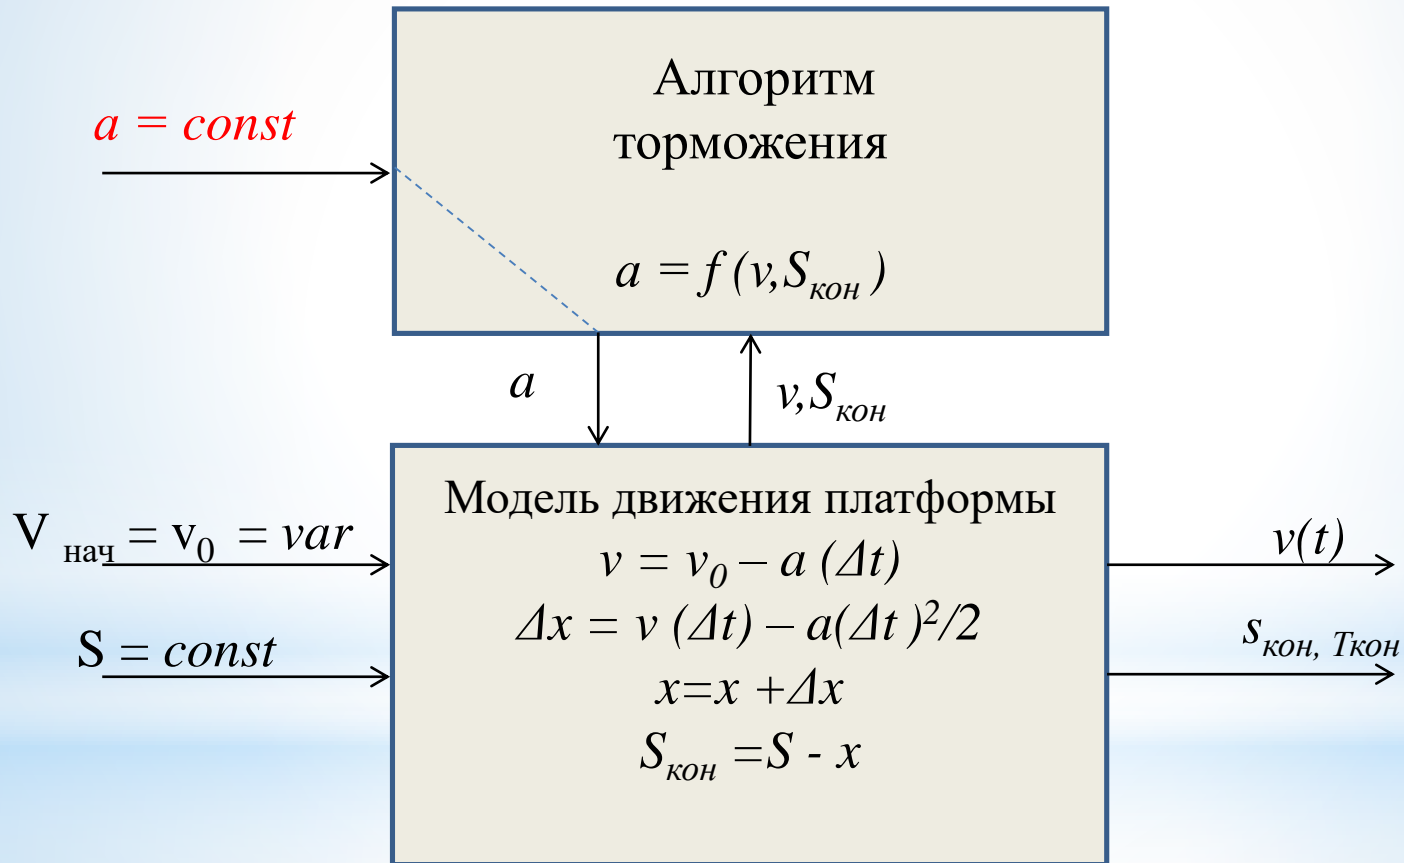 Алгоритм
торможения
a = const
a = f (v,Sкон )
a
v,Sкон
Модель движения платформы
V нач = v0 = var
v = v0 – a (Δt)
v(t)
Δx = v (Δt) – a(Δt )2/2
S = const
sкон, Tкон
x=x +Δx
Sкон =S - x